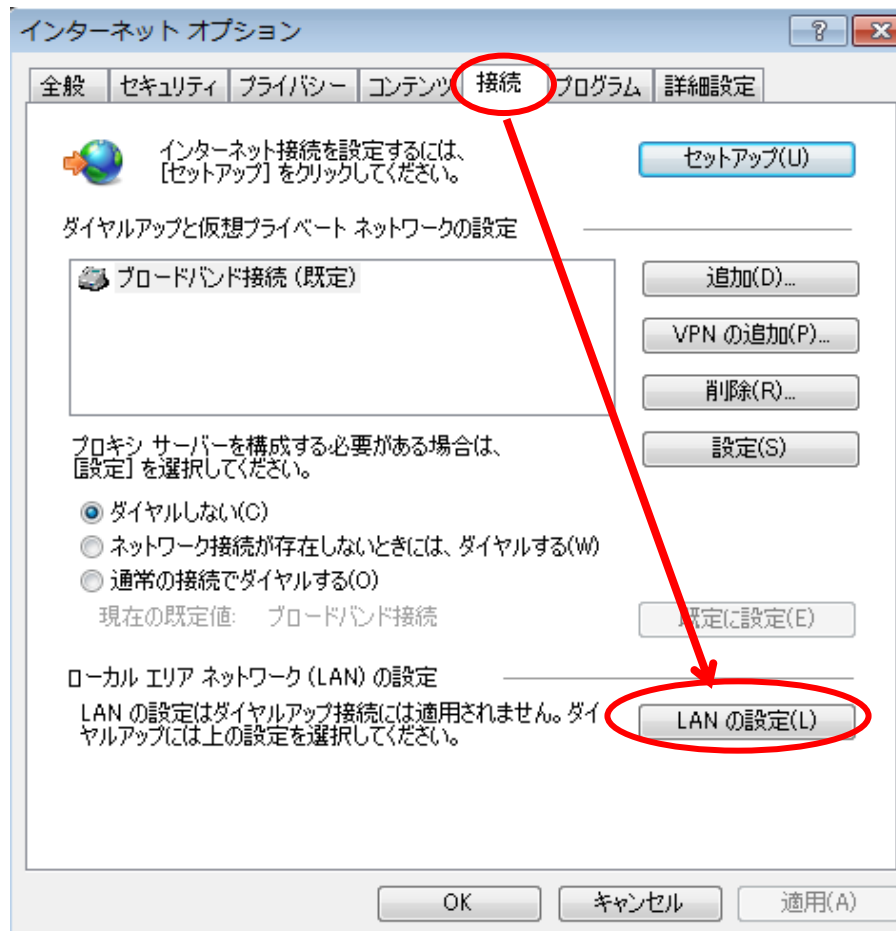 インターネット オプション
全般 セキュリティ プライバシー コンテンツ 接続 プログラム 詳細設定
インターネット接続を設定するには、
[セットアップ] をクリックしてください。
セットアップ(U)
ダイヤルアップと仮想プライベート ネットワークの設定
ブロードバンド接続 (既定)
追加(D)...
VPN の追加(P)...
削除(R)...
プロキシ サーバーを構成する必要がある場合は、
[設定] を選択してください。
設定(S)
ダイヤルしない(C)
ネットワーク接続が存在しないときには、ダイヤルする(W)
通常の接続でダイヤルする(O)
現在の既定値: ブロードバンド接続
既定に設定(E)
ローカル エリア ネットワーク (LAN) の設定
LAN の設定はダイヤルアップ接続には適用されません。ダイ
ヤルアップには上の設定を選択してください。
LAN の設定(L)
OK キャンセル 適用(A)